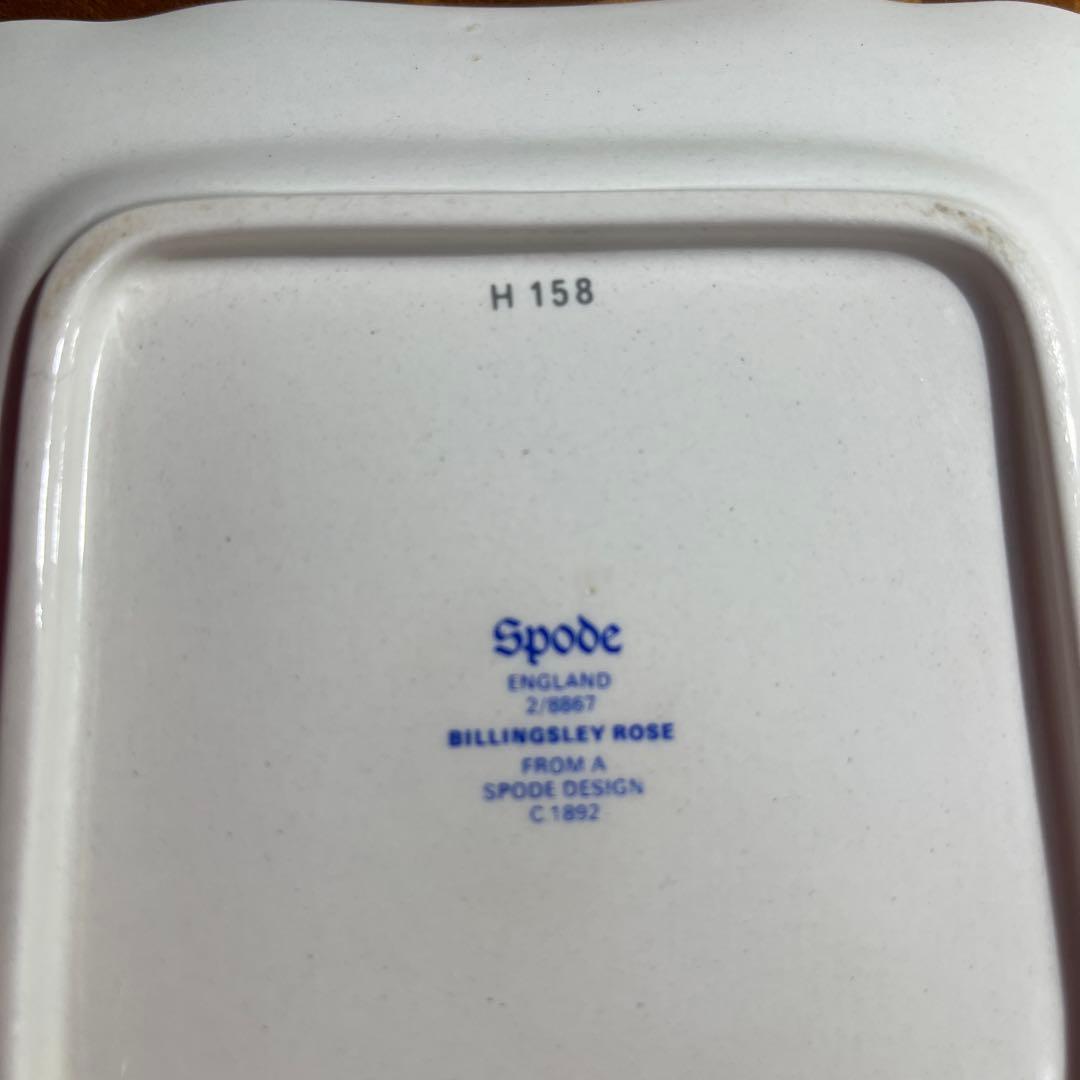 H 158
Spode
ENGLAND
2/8867
BILLINGSLEY ROSE
FROM A
SPODE DESIGN
C.1892